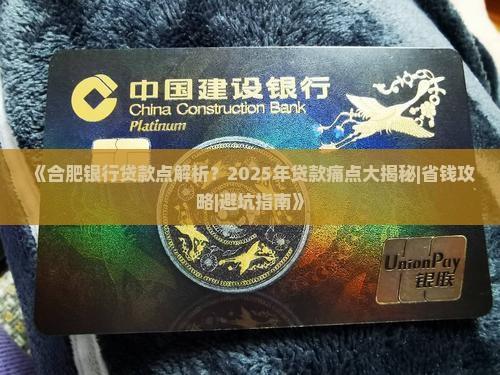 中国建设银行
China Construction Bank
Platinum
《合肥银行贷款点解析？2025年贷款痛点大揭秘|省钱攻
略|避坑指南》
UnionPay
银联